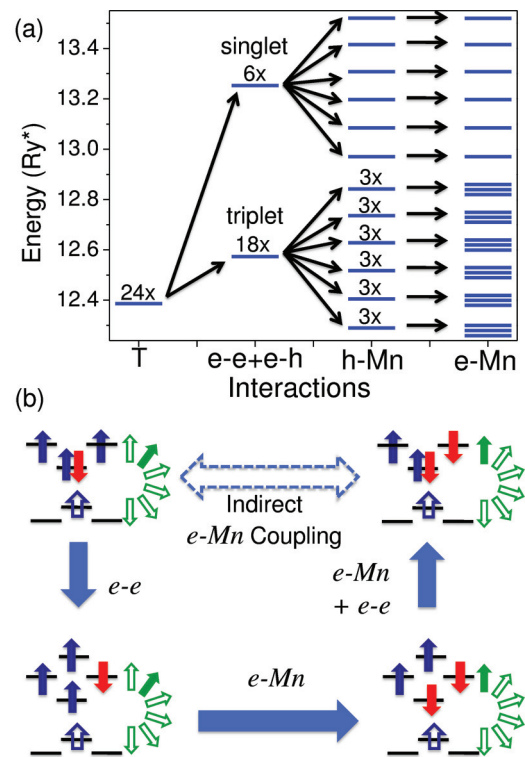 (a)
Energy (Ry*)
13.4
13.2
13.0
12.8
12.6
12.4
singlet
6x
triplet
18x
24x
3x
3x
3x
3x
3x
3x
T
e-e+e-h
h-Mn
e-Mn
Interactions
(b)
Indirect
e-Mn Coupling
e-e
e-Mn
+ e-e
e-Mn